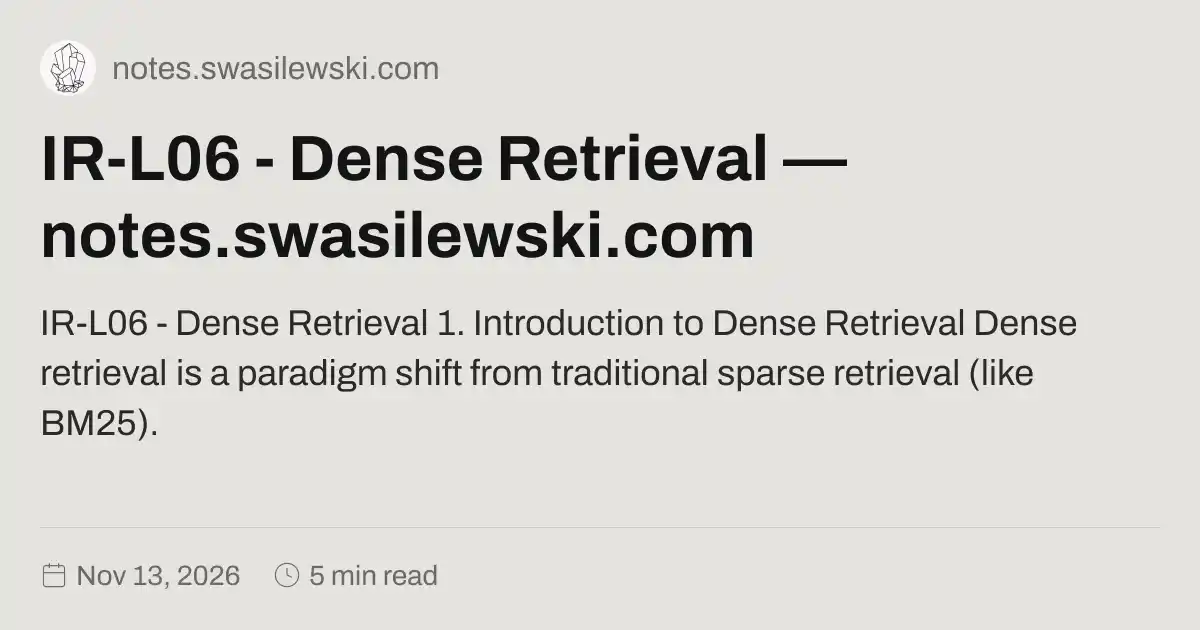 notes.swasilewski.com
IR-L06 - Dense Retrieval —
notes.swasilewski.com
IR-L06 - Dense Retrieval 1. Introduction to Dense Retrieval Dense
retrieval is a paradigm shift from traditional sparse retrieval (like
BM25).
Nov 13, 2026 5 min read